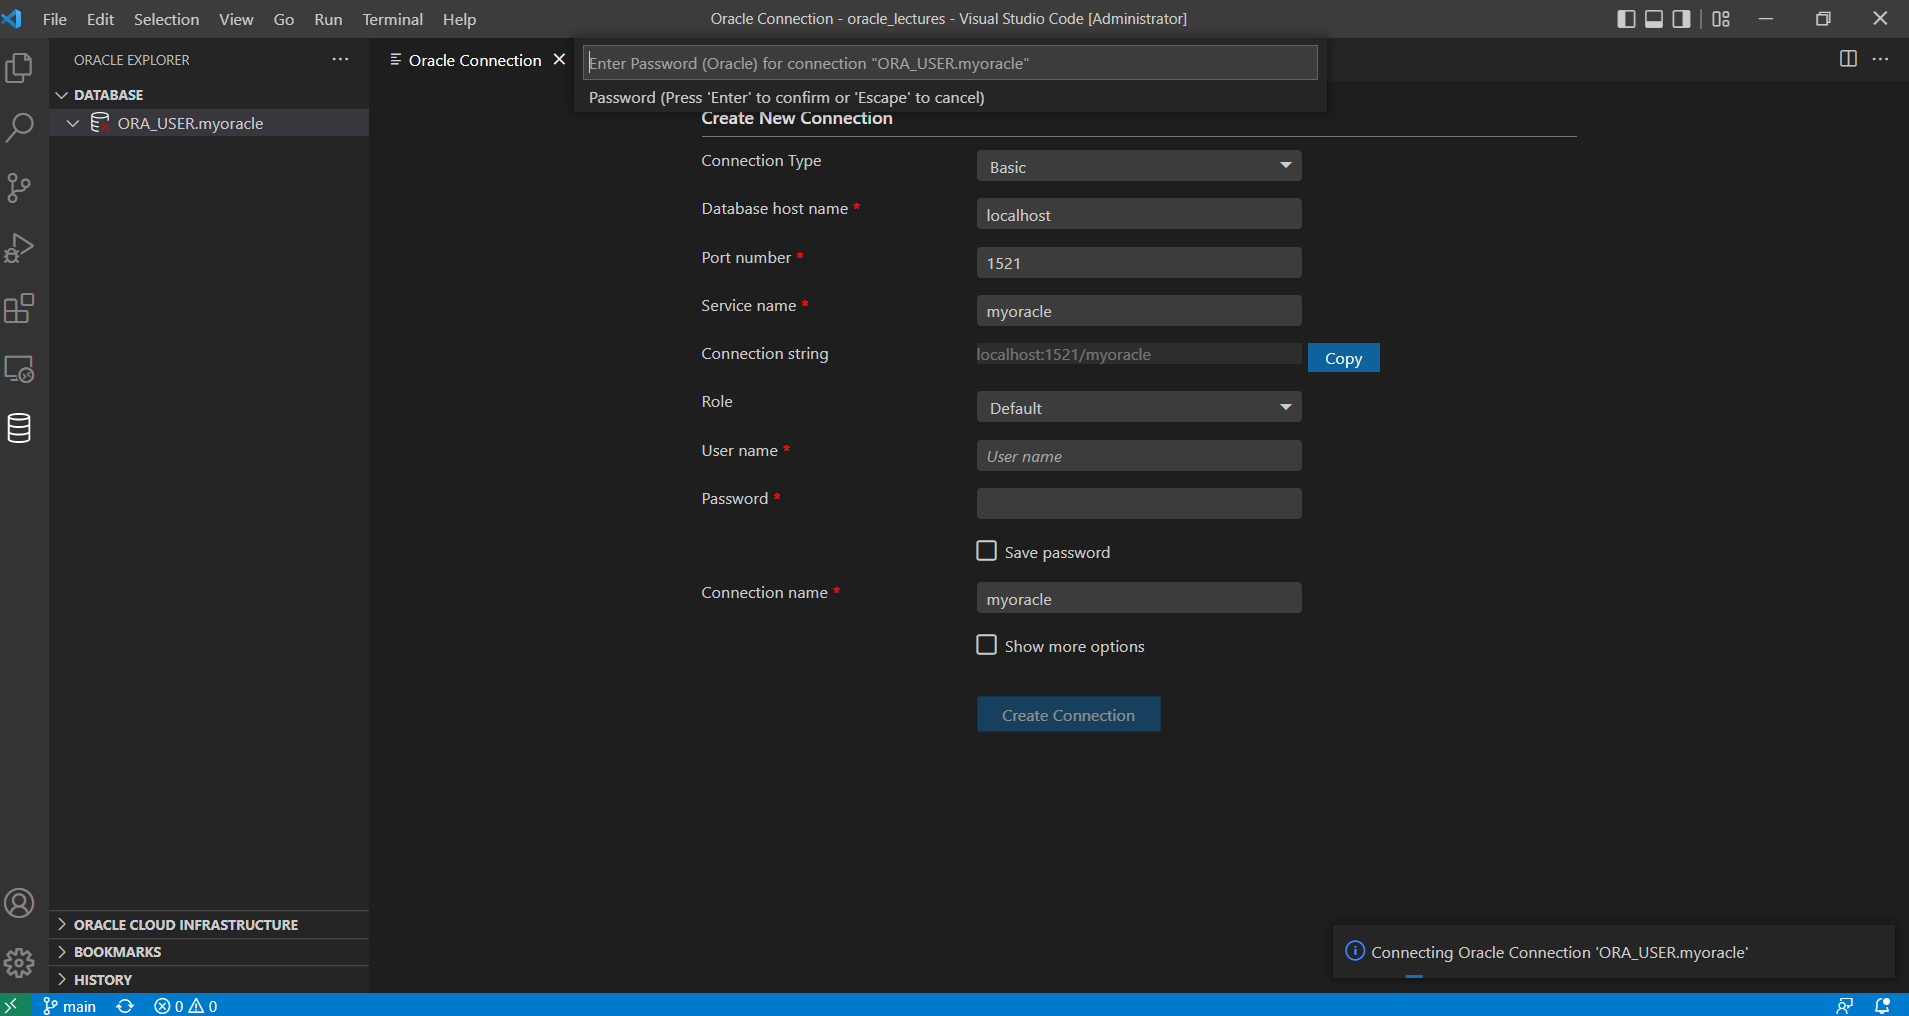 File Edit Selection View Go Run Terminal Help
Oracle Connection - oracle_lectures - Visual Studio Code [Administrator]
ORACLE EXPLORER
DATABASE
ORA_USER.myoracle
Oracle Connection
Enter Password (Oracle) for connection "ORA_USER.myoracle"
Password (Press 'Enter' to confirm or 'Escape' to cancel)
Create New Connection
Connection Type
Basic
Database host name *
localhost
Port number *
1521
Service name *
myoracle
Connection string
localhost:1521/myoracle
Copy
Role
Default
User name *
User name
Password *
Save password
Connection name *
myoracle
Show more options
Create Connection
ORACLE CLOUD INFRASTRUCTURE
BOOKMARKS
HISTORY
Connecting Oracle Connection 'ORA_USER.myoracle'
main 0 0